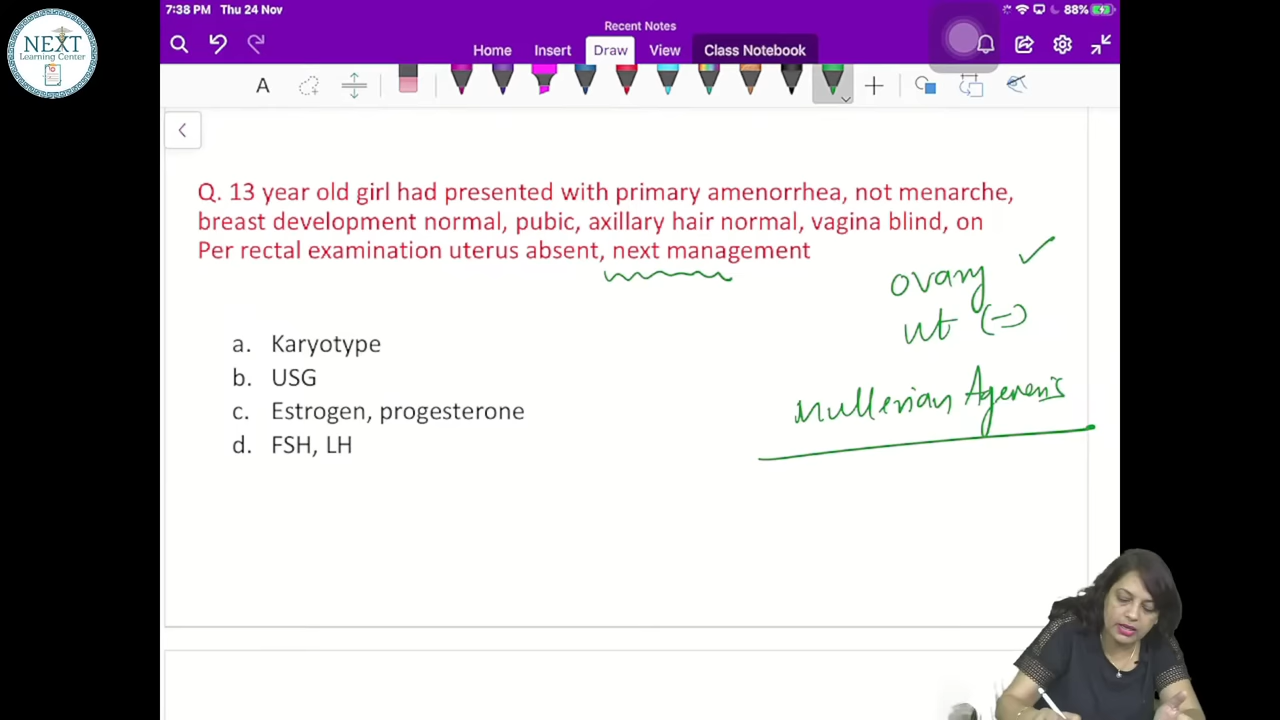 7:38 PM Thu 24 Nov
88%
Recent Notes
NEXT
Learning Center
Home Insert Draw View Class Notebook
A
Q. 13 year old girl had presented with primary amenorrhea, not menarche,
breast development normal, pubic, axillary hair normal, vagina blind, on
Per rectal examination uterus absent, next management
ovary ✓
ut (-)
Mullerian Agenesis
a. Karyotype
b. USG
c. Estrogen, progesterone
d. FSH, LH